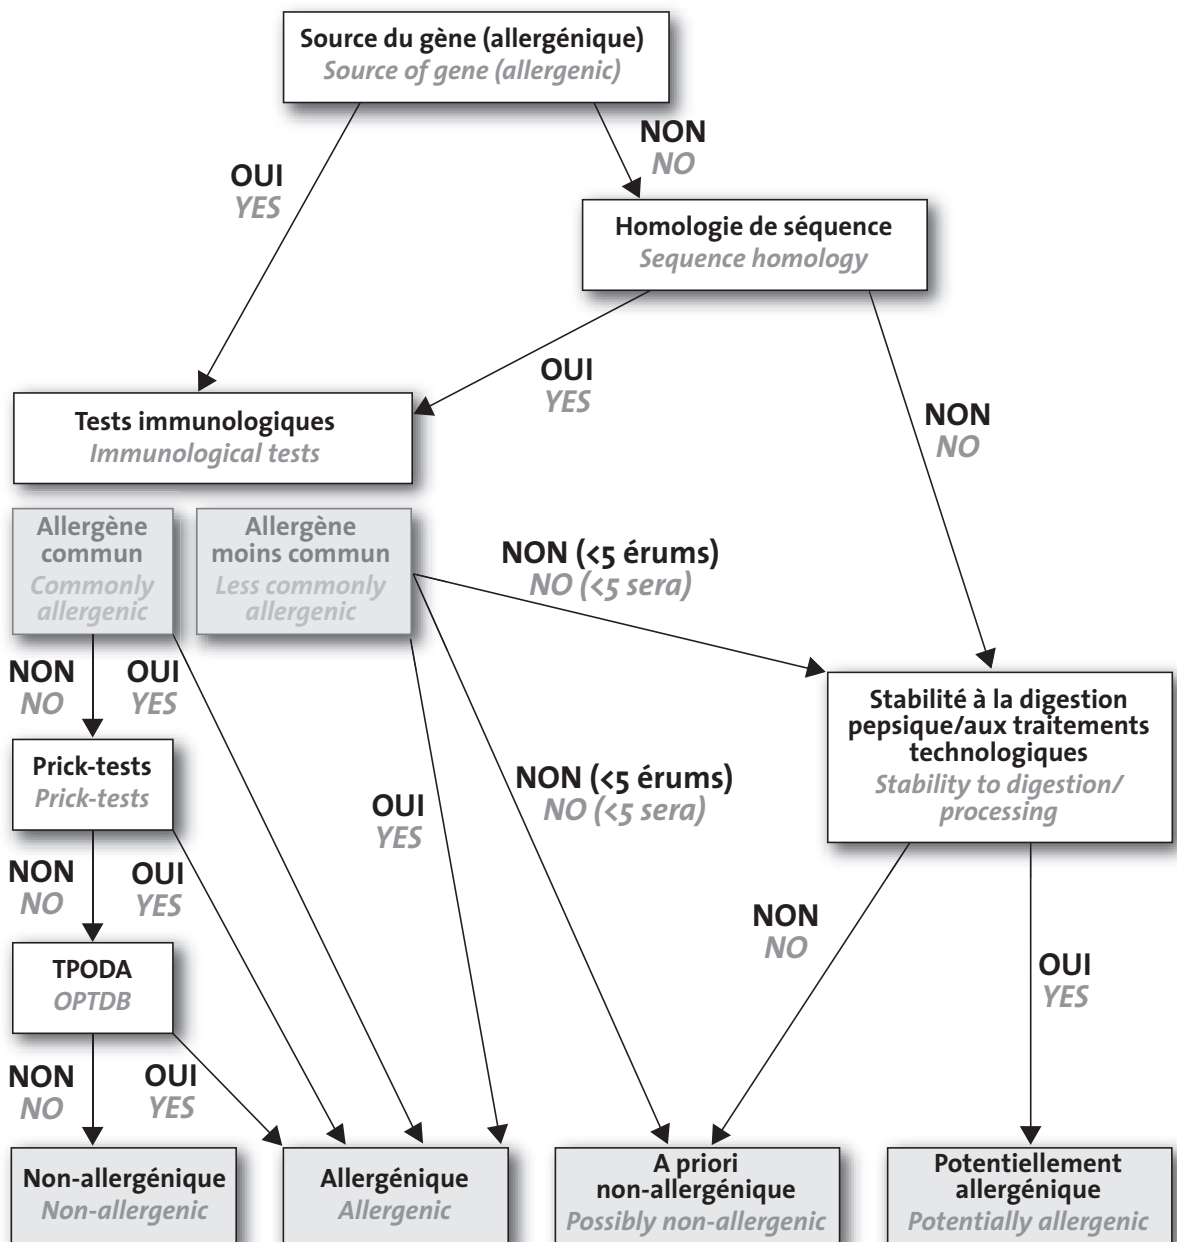 Source du gène (allergénique)
Source of gene (allergenic)
NON
NO
OUI
YES
Homologie de séquence
Sequence homology
OUI
YES
NON
NO
Tests immunologiques
Immunological tests
Allergène
commun
Commonly
allergenic
Allergène
moins commun
Less commonly
allergenic
NON (<5 érums)
NO (<5 sera)
NON
NO
OUI
YES
Stabilité à la digestion
pepsique/aux traitements
technologiques
Stability to digestion/
processing
Prick-tests
Prick-tests
OUI
YES
NON (<5 érums)
NO (<5 sera)
NON
NO
OUI
YES
NON
NO
OUI
YES
TPODA
OPTDB
NON
NO
OUI
YES
Non-allergénique
Non-allergenic
Allergénique
Allergenic
A priori
non-allergénique
Possibly non-allergenic
Potentiellement
allergénique
Potentially allergenic